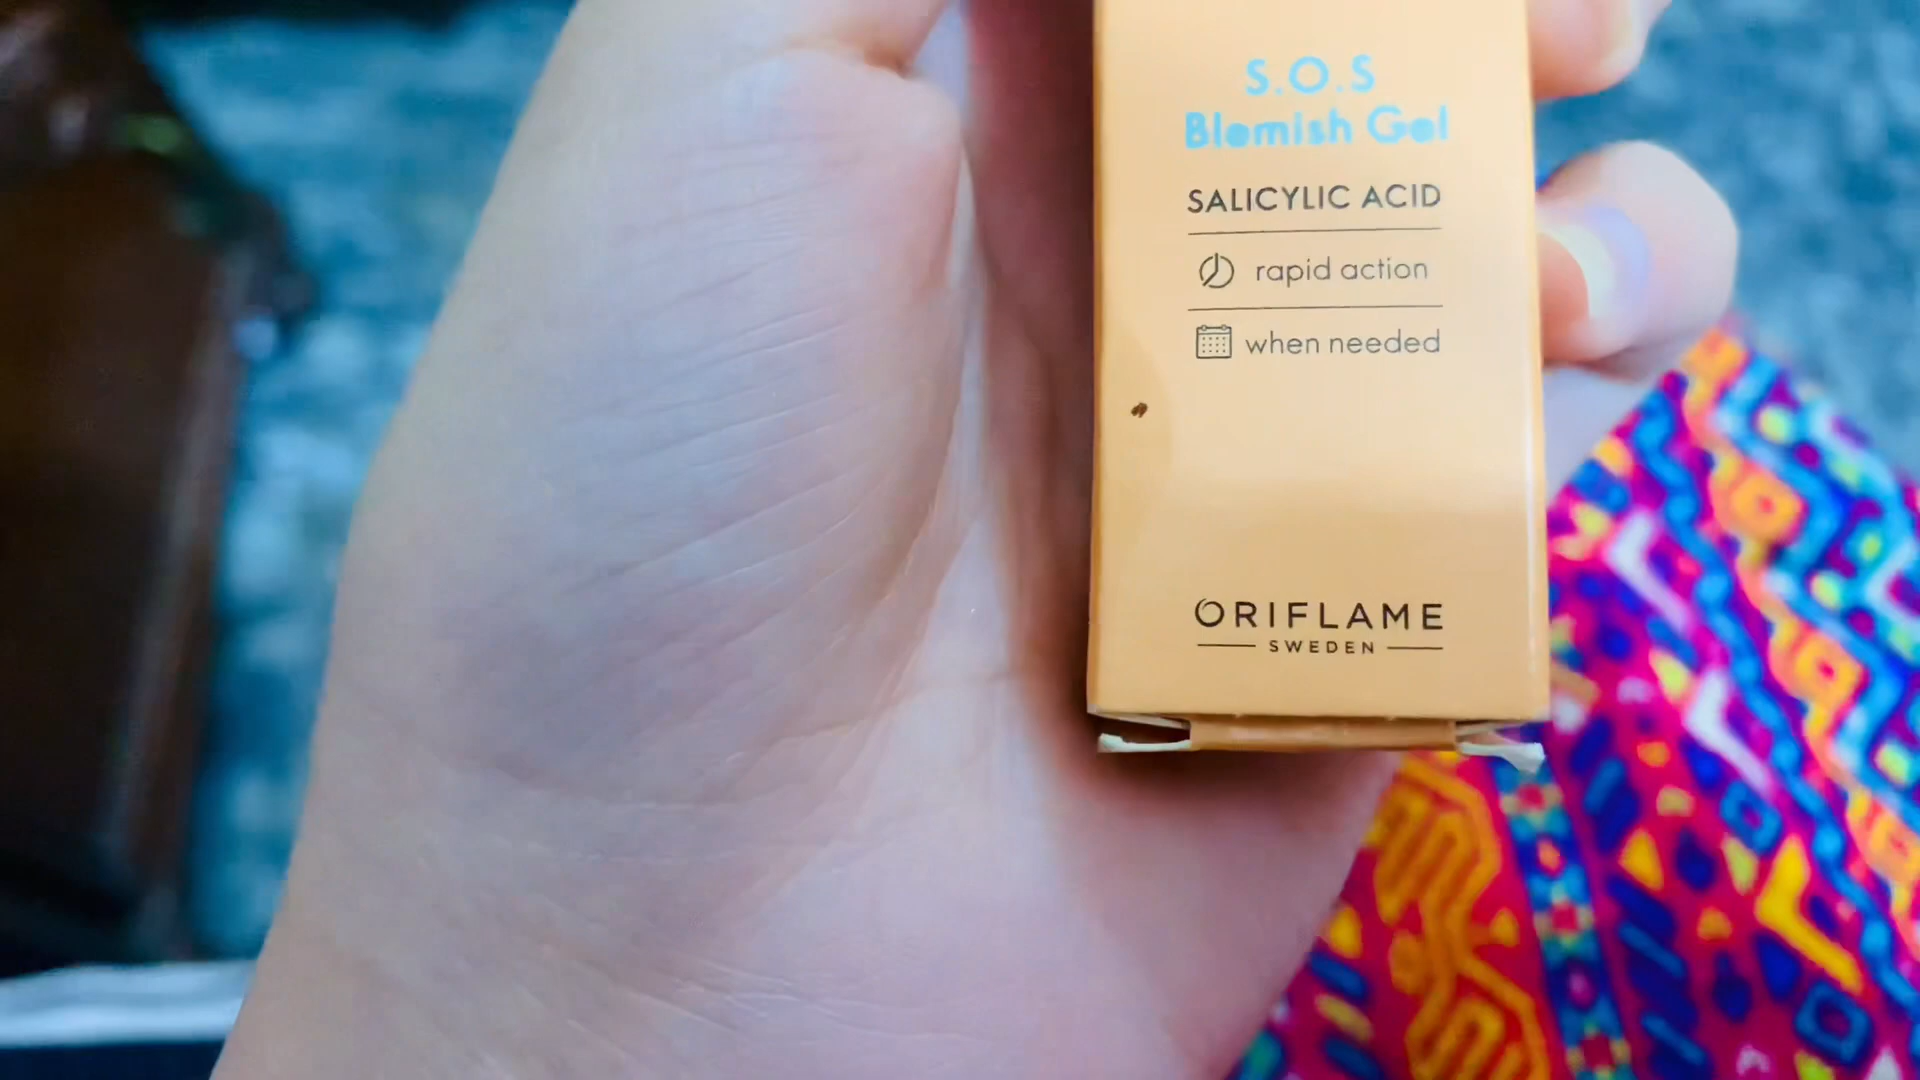 S.O.S
Blemish Gel
SALICYLIC ACID
rapid action
when needed
ORIFLAME
SWEDEN